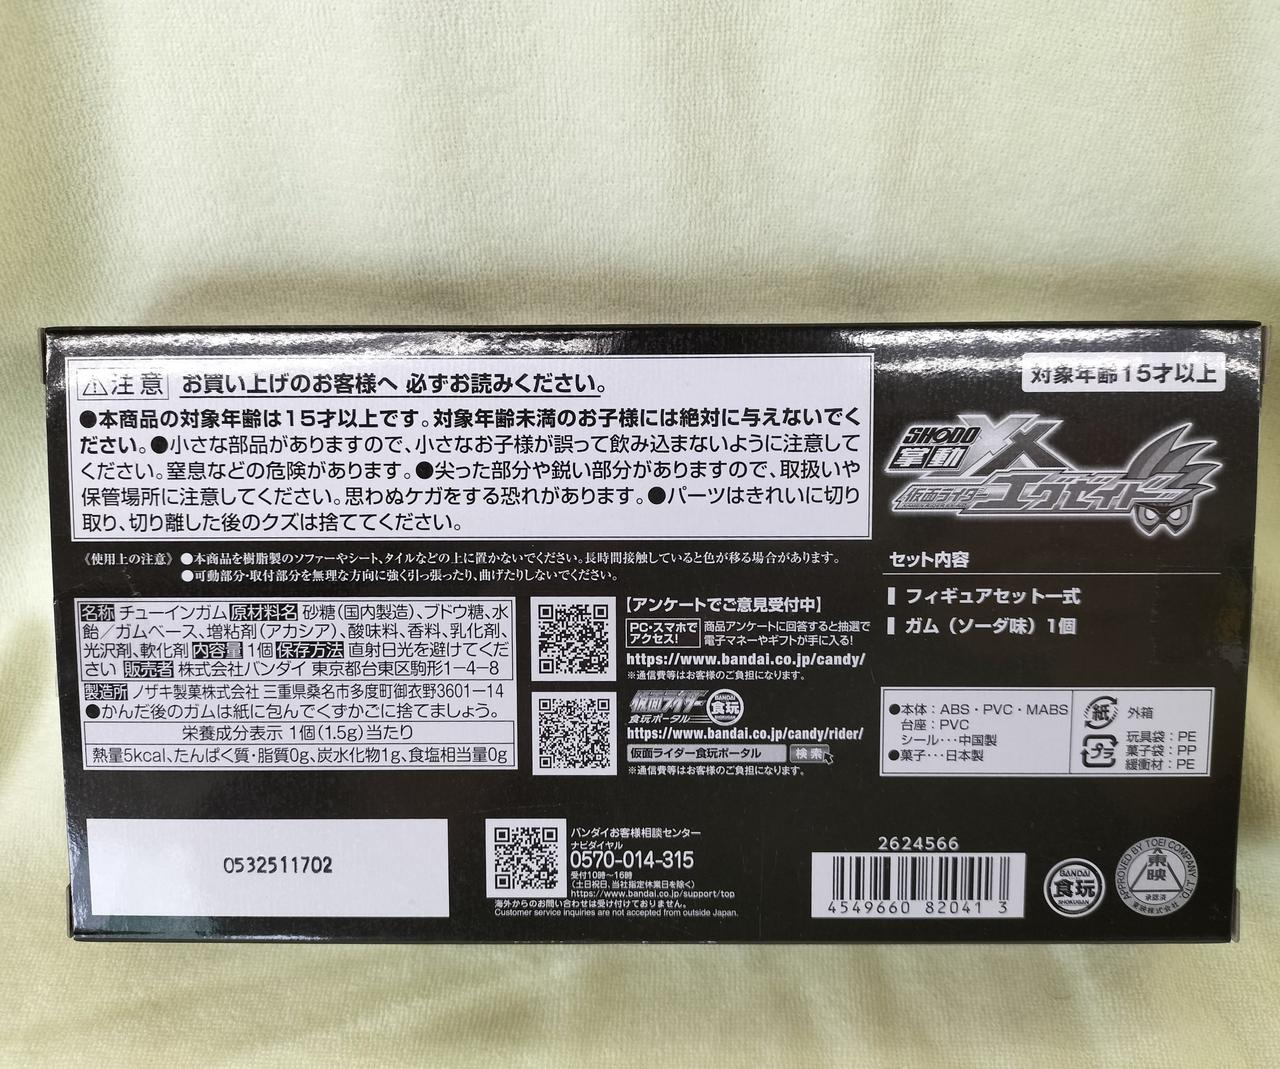 ⚠注意 お買い上げのお客様へ 必ずお読みください。
●本商品の対象年齢は15才以上です。対象年齢未満のお子様には絶対に与えないでく
ださい。●小さな部品がありますので、小さなお子様が誤って飲み込まないように注意して
ください。窒息などの危険があります。●尖った部分や鋭い部分がありますので、取扱いや
保管場所に注意してください。思わぬケガをする恐れがあります。●パーツはきれいに切り
取り、切り離した後のクズは捨ててください。
《使用上の注意》 ●本商品を樹脂製のソファーやシート、タイルなどの上に置かないでください。長時間接触していると色が移る場合があります。
●可動部分・取付部分を無理な方向に強く引っ張ったり、曲げたりしないでください。
名称 チューインガム 原材料名 砂糖(国内製造)、ブドウ糖、水
飴/ガムベース、増粘剤(アカシア)、酸味料、香料、乳化剤、
光沢剤、軟化剤 内容量 1個 保存方法 直射日光を避けてくだ
さい 販売者 株式会社バンダイ 東京都台東区駒形1-4-8
製造所 ノザキ製菓株式会社 三重県桑名市多度町御衣野3601-14
●かんだ後のガムは紙に包んでくずかごに捨てましょう。
栄養成分表示 1個(1.5g)当たり
熱量5kcal、たんぱく質・脂質0g、炭水化物1g、食塩相当量0g
【アンケートでご意見受付中】
PC・スマホで
アクセス!
商品アンケートに回答すると抽選で
電子マネーやギフトが手に入る!
https://www.bandai.co.jp/candy/
※通信費等はお客様のご負担になります。
仮面ライダー
食玩ポータル
BANDAI
食玩
SHOKUGAN
https://www.bandai.co.jp/candy/rider/
仮面ライダー食玩ポータル 検索
※通信費等はお客様のご負担になります。
対象年齢15才以上
SHODO X
掌動
仮面ライダー エグゼイド
セット内容
フィギュアセット一式
ガム(ソーダ味)1個
●本体:ABS・PVC・MABS
台座:PVC
シール・・・中国製
●菓子・・・日本製
紙 外箱
プラ
玩具袋:PE
菓子袋:PP
緩衝材:PE
0532511702
バンダイお客様相談センター
ナビダイヤル
0570-014-315
受付10時〜16時
(土日祝日、当社指定休業日を除く)
https://www.bandai.co.jp/support/top
海外からのお問い合わせは受け付けておりません。
Customer service inquiries are not accepted from outside Japan.
2624566
4549660 82041 3
BANDAI
食玩
SHOKUGAN
APPROVED BY TOEI COMPANY, LTD
東映
承認済
東映株式会社